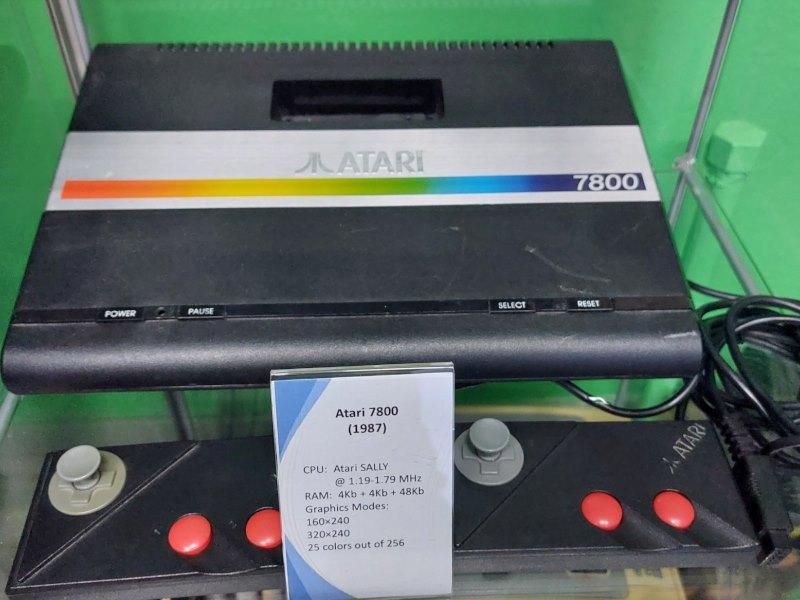 ATARI
7800
POWER
PAUSE
SELECT
RESET
Atari 7800
(1987)
CPU: Atari SALLY
@ 1.19-1.79 MHz
RAM: 4Kb + 4Kb + 48Kb
Graphics Modes:
160×240
320×240
25 colors out of 256
ATARI